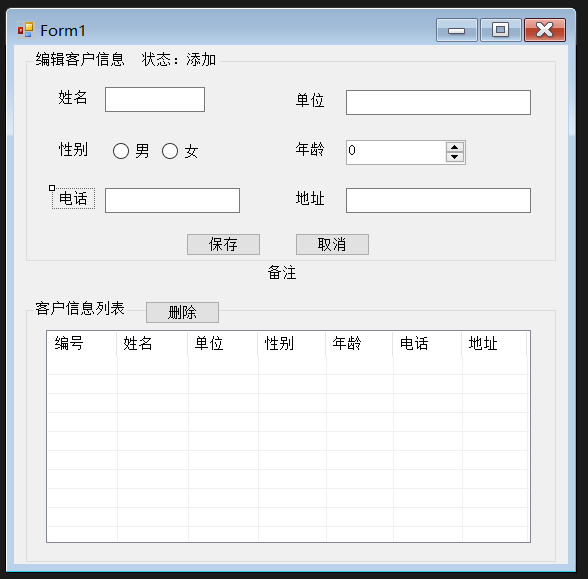 Form1
编辑客户信息 状态：添加
姓名 单位
性别 男 女 年龄 0
电话 地址
保存 取消
备注
客户信息列表 删除
编号 姓名 单位 性别 年龄 电话 地址